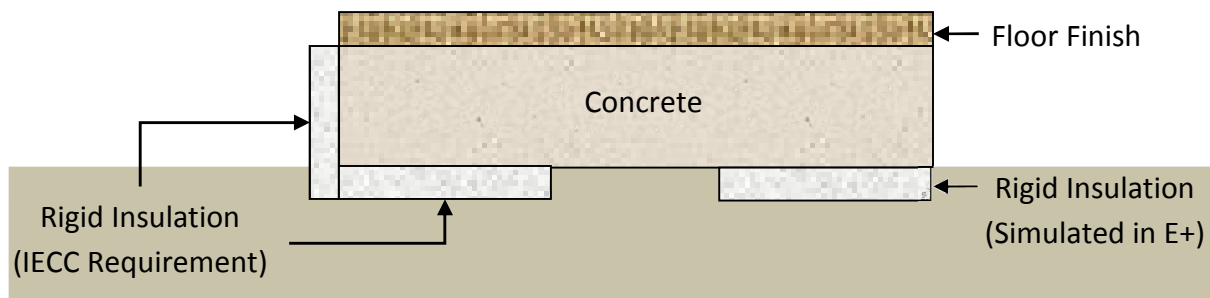 Floor Finish
Concrete
Rigid Insulation
(IECC Requirement)
Rigid Insulation
(Simulated in E+)